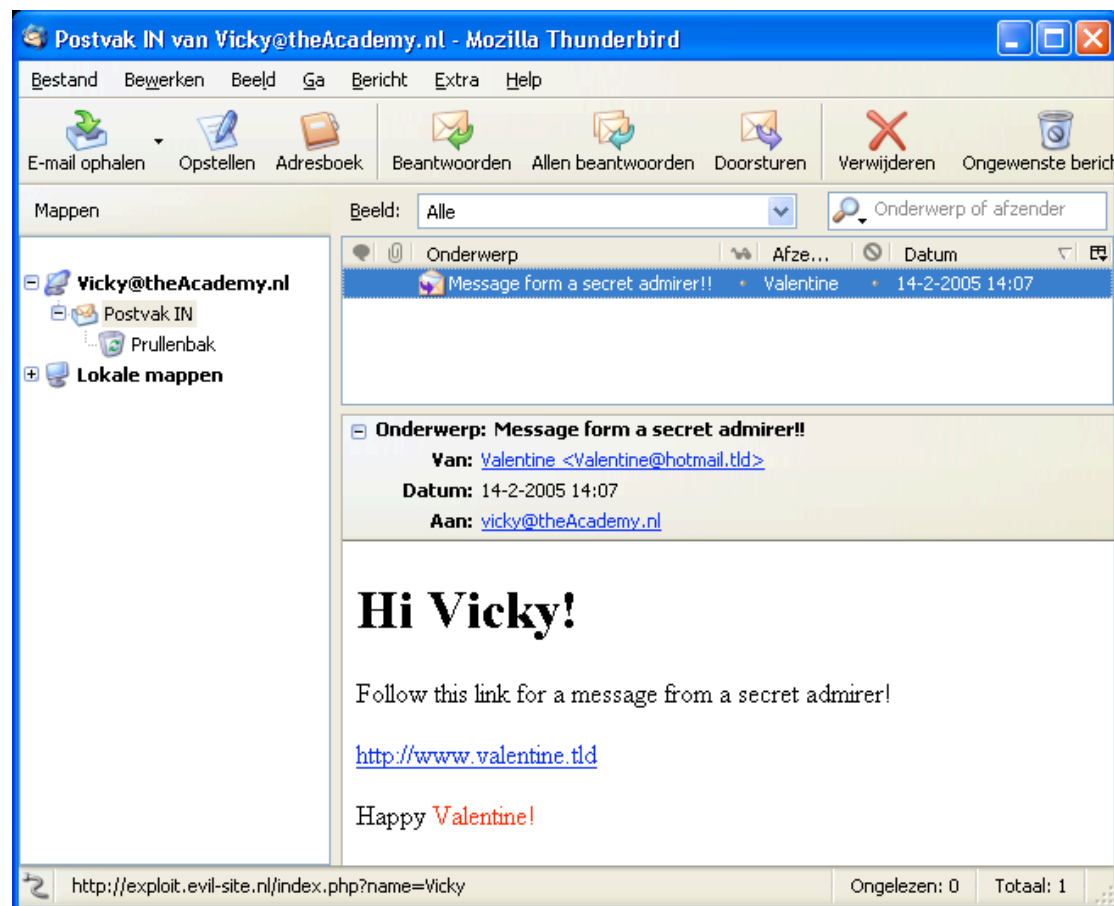 Postvak IN van Vicky@theAcademy.nl - Mozilla Thunderbird
Bestand Bewerken Beeld Ga Bericht Extra Help
E-mail ophalen Opstellen Adresboek Beantwoorden Allen beantwoorden Doorsturen Verwijderen Ongewenste berich
Mappen Beeld: Alle Onderwerp of afzender
Onderwerp Afze... Datum
Vicky@theAcademy.nl Message form a secret admirer!! Valentine 14-2-2005 14:07
Postvak IN
Prullenbak
Lokale mappen
Onderwerp: Message form a secret admirer!!
Van: Valentine <Valentine@hotmail.tld>
Datum: 14-2-2005 14:07
Aan: vicky@theAcademy.nl
Hi Vicky!
Follow this link for a message from a secret admirer!
http://www.valentine.tld
Happy Valentine!
http://exploit.evil-site.nl/index.php?name=Vicky Ongelezen: 0 Totaal: 1